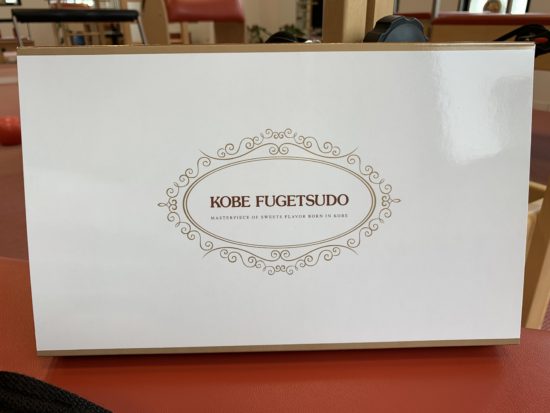 KOBE FUGETSUDO
MASTERPIECE OF SWEETS FLAVOR BORN IN KOBE